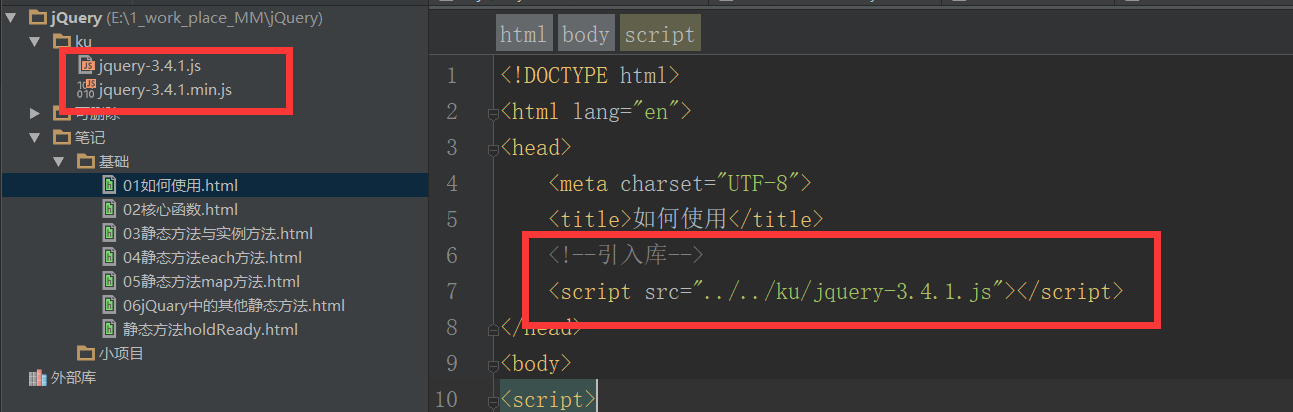 jQuery (E:\1_work_place_MM\jQuery)
ku
jquery-3.4.1.js
jquery-3.4.1.min.js
可删除
笔记
基础
01如何使用.html
02核心函数.html
03静态方法与实例方法.html
04静态方法each方法.html
05静态方法map方法.html
06jQuary中的其他静态方法.html
静态方法holdReady.html
小项目
外部库
html body script
1 <!DOCTYPE html>
2 <html lang="en">
3 <head>
4 <meta charset="UTF-8">
5 <title>如何使用</title>
6 <!--引入库-->
7 <script src="../../ku/jquery-3.4.1.js"></script>
8 </head>
9 <body>
10 <script>